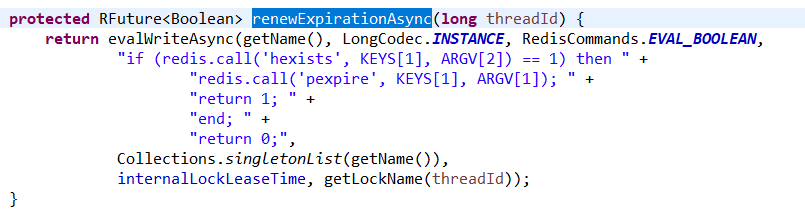 protected RFuture<Boolean> renewExpirationAsync(long threadId) {
    return evalWriteAsync(getName(), LongCodec.INSTANCE, RedisCommands.EVAL_BOOLEAN,
            "if (redis.call('hexists', KEYS[1], ARGV[2]) == 1) then " +
                    "redis.call('pexpire', KEYS[1], ARGV[1]); " +
                    "return 1; " +
                    "end; " +
                    "return 0;",
            Collections.singletonList(getName()),
            internalLockLeaseTime, getLockName(threadId));
}